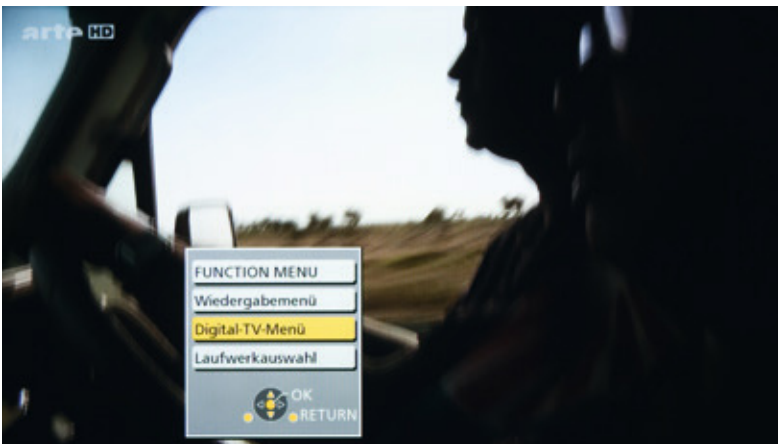 arte HD
FUNCTION MENU
Wiedergabemenü
Digital-TV-Menü
Laufwerkauswahl
OK
RETURN